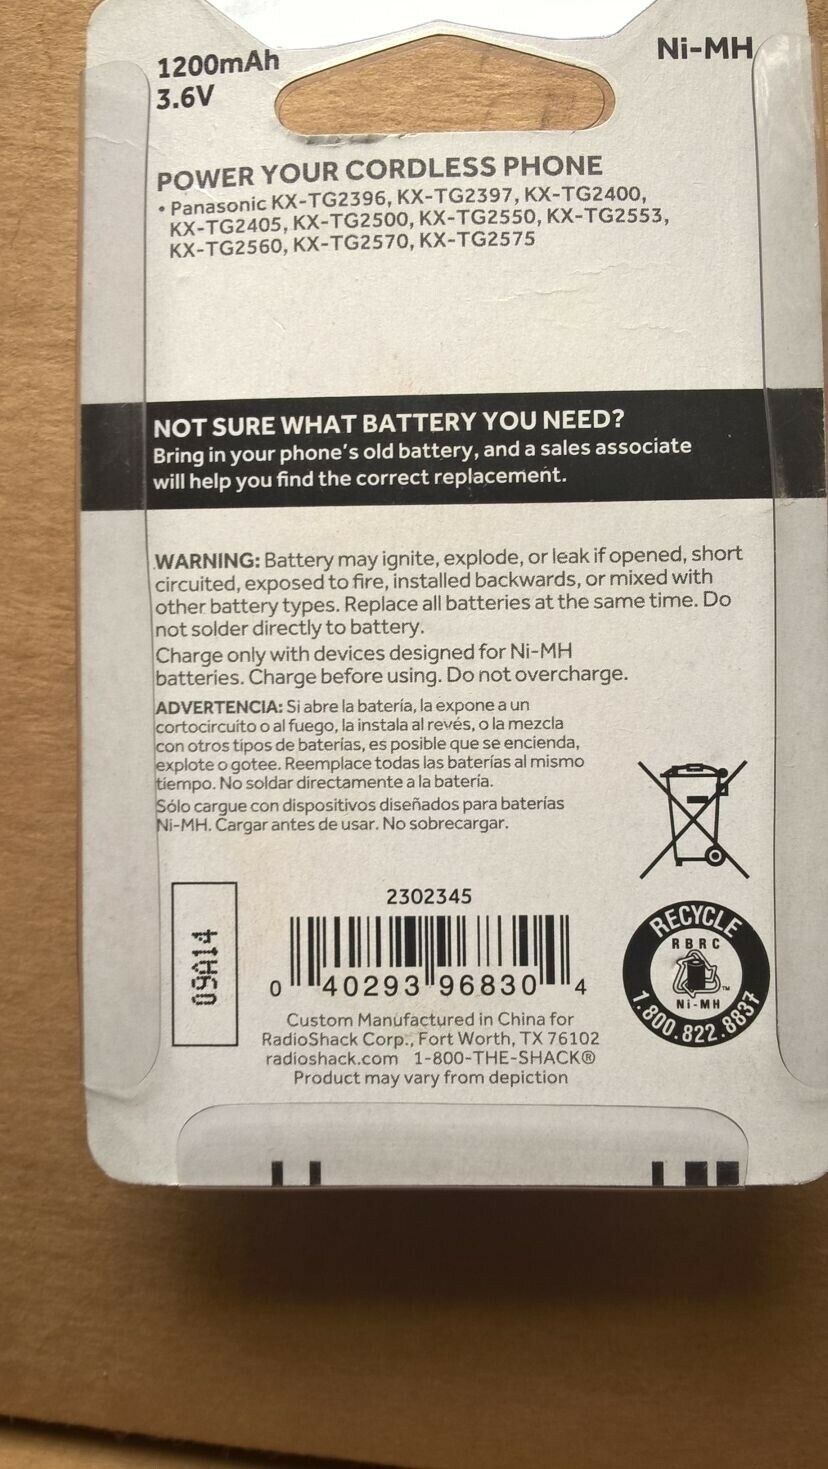 1200mAh
3.6V
Ni-MH
POWER YOUR CORDLESS PHONE
• Panasonic KX-TG2396, KX-TG2397, KX-TG2400,
KX-TG2405, KX-TG2500, KX-TG2550, KX-TG2553,
KX-TG2560, KX-TG2570, KX-TG2575
NOT SURE WHAT BATTERY YOU NEED?
Bring in your phone's old battery, and a sales associate
will help you find the correct replacement.
WARNING: Battery may ignite, explode, or leak if opened, short
circuited, exposed to fire, installed backwards, or mixed with
other battery types. Replace all batteries at the same time. Do
not solder directly to battery.
Charge only with devices designed for Ni-MH
batteries. Charge before using. Do not overcharge.
ADVERTENCIA: Si abre la batería, la expone a un
cortocircuito o al fuego, la instala al revés, o la mezcla
con otros tipos de baterías, es posible que se encienda,
explote o gotee. Reemplace todas las baterías al mismo
tiempo. No soldar directamente a la batería.
Sólo cargue con dispositivos diseñados para baterías
Ni-MH. Cargar antes de usar. No sobrecargar.
09A14
2302345
0 40293 96830 4
Custom Manufactured in China for
RadioShack Corp., Fort Worth, TX 76102
radioshack.com 1-800-THE-SHACK®
Product may vary from depiction
RECYCLE
RBRC
TM
Ni-MH
1.800.822.8837